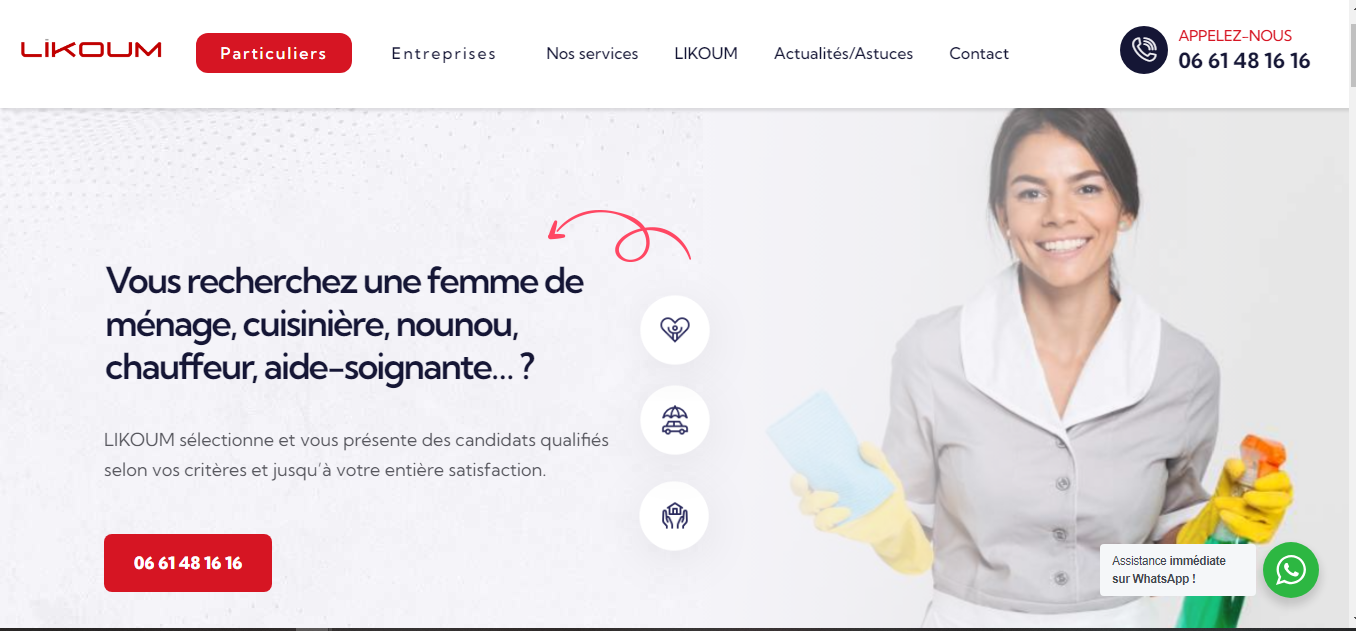 LiKOUM
Particuliers
Entreprises
Nos services
LIKOUM
Actualités/Astuces
Contact
APPELEZ-NOUS
06 61 48 16 16
Vous recherchez une femme de
ménage, cuisinière, nounou,
chauffeur, aide-soignante... ?
LIKOUM sélectionne et vous présente des candidats qualifiés
selon vos critères et jusqu'à votre entière satisfaction.
06 61 48 16 16
Assistance immédiate
sur WhatsApp !